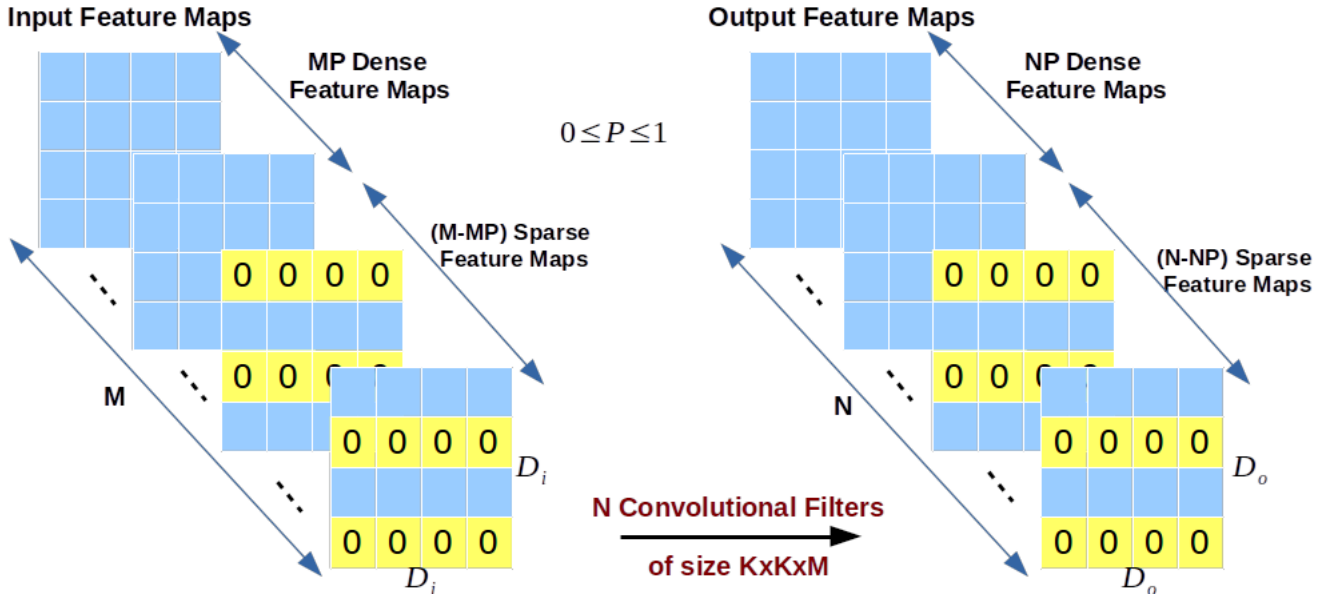 Input Feature Maps
MP Dense
Feature Maps
(M-MP) Sparse
Feature Maps
0 0 0 0
0 0 0 0
0 0 0 0
0 0 0 0
M
D_i
D_i
0 ≤ P ≤ 1
N Convolutional Filters
of size KxKxM
Output Feature Maps
NP Dense
Feature Maps
(N-NP) Sparse
Feature Maps
0 0 0 0
0 0 0 0
0 0 0 0
0 0 0 0
N
D_o
D_o